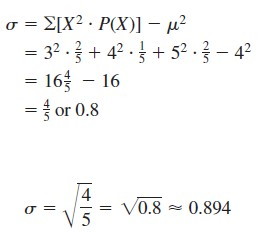 σ = Σ[X² · P(X)] − μ²
= 3² · 2/5 + 4² · 1/5 + 5² · 2/5 − 4²
= 16 4/5 − 16
= 4/5 or 0.8
σ = √(4/5) = √0.8 ≈ 0.894